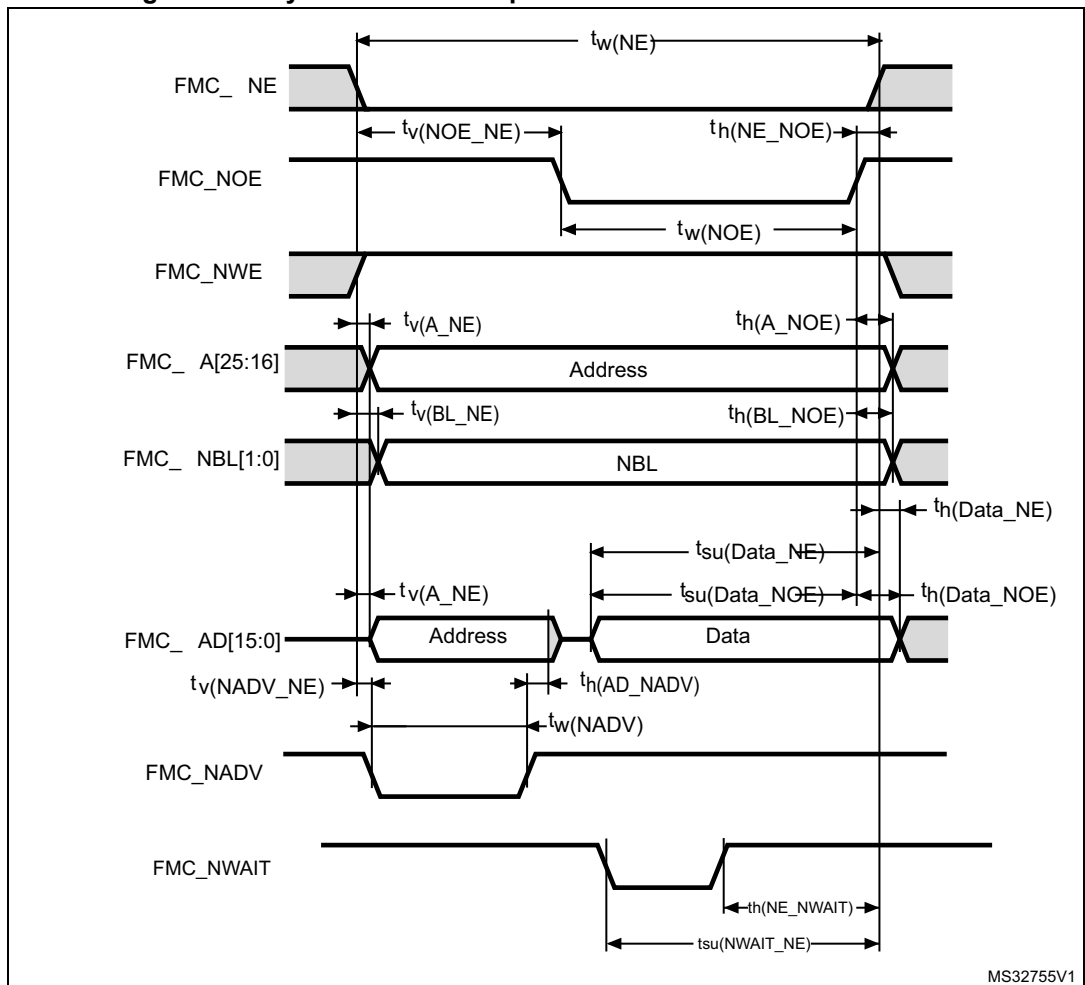 tw(NE)
FMC_ NE
tv(NOE_NE)
th(NE_NOE)
FMC_NOE
tw(NOE)
FMC_NWE
tv(A_NE)
th(A_NOE)
FMC_ A[25:16]
Address
tv(BL_NE)
th(BL_NOE)
FMC_ NBL[1:0]
NBL
th(Data_NE)
tsu(Data_NE)
tv(A_NE)
tsu(Data_NOE)
th(Data_NOE)
FMC_ AD[15:0]
Address
Data
tv(NADV_NE)
th(AD_NADV)
tw(NADV)
FMC_NADV
FMC_NWAIT
th(NE_NWAIT)
tsu(NWAIT_NE)
MS32755V1